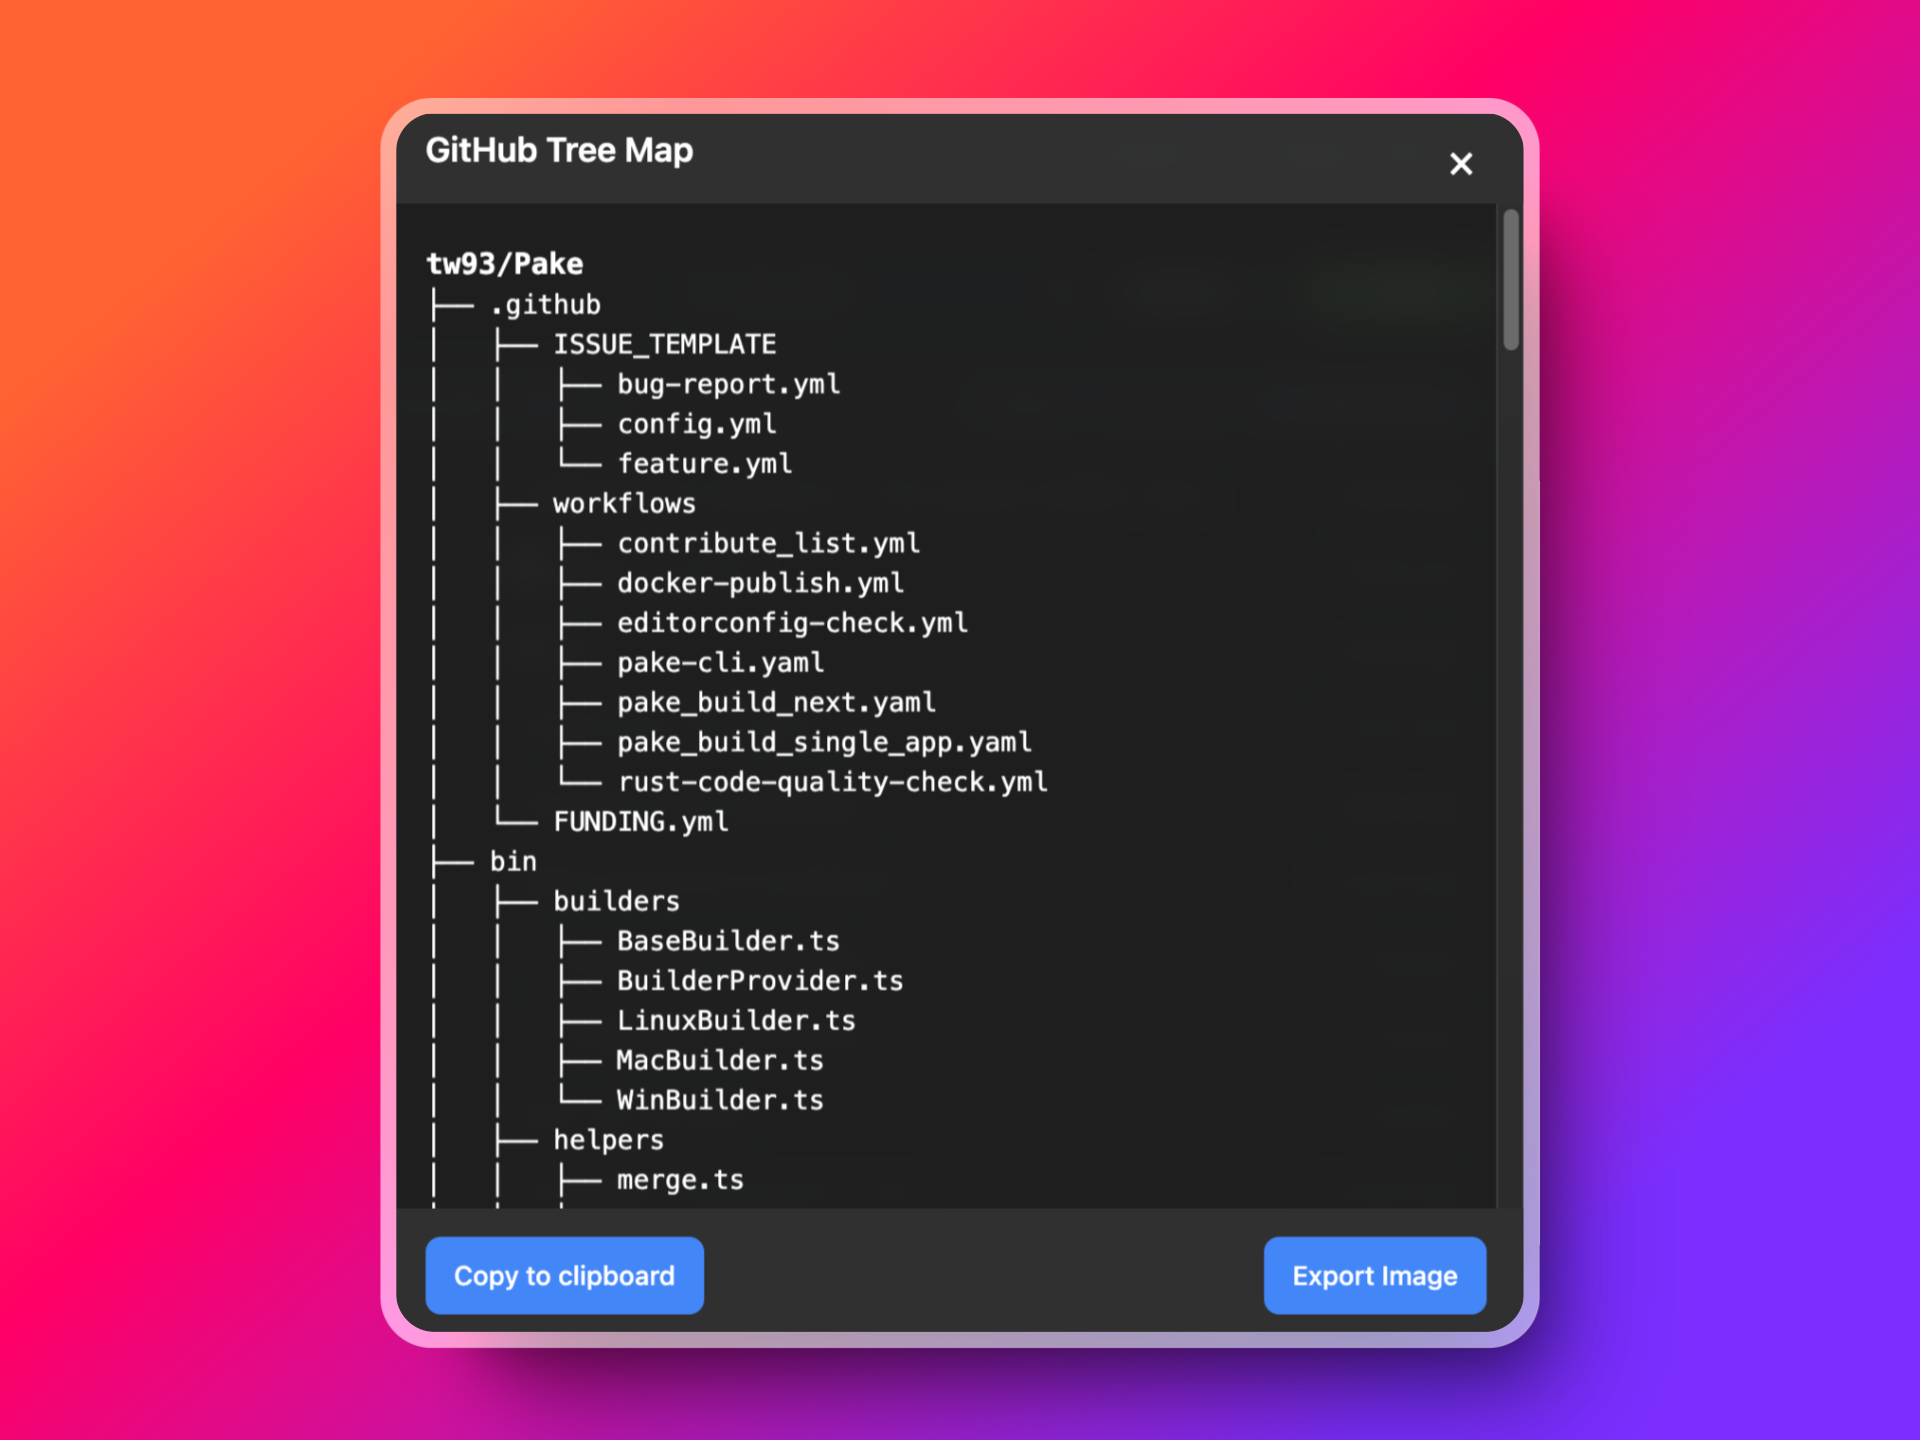 GitHub Tree Map
tw93/Pake
├── .github
│   ├── ISSUE_TEMPLATE
│   │   ├── bug-report.yml
│   │   ├── config.yml
│   │   └── feature.yml
│   ├── workflows
│   │   ├── contribute_list.yml
│   │   ├── docker-publish.yml
│   │   ├── editorconfig-check.yml
│   │   ├── pake-cli.yaml
│   │   ├── pake_build_next.yaml
│   │   ├── pake_build_single_app.yaml
│   │   └── rust-code-quality-check.yml
│   └── FUNDING.yml
├── bin
│   ├── builders
│   │   ├── BaseBuilder.ts
│   │   ├── BuilderProvider.ts
│   │   ├── LinuxBuilder.ts
│   │   ├── MacBuilder.ts
│   │   └── WinBuilder.ts
│   ├── helpers
│   │   ├── merge.ts
Copy to clipboard
Export Image